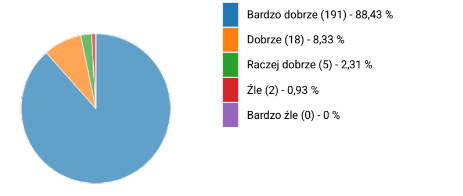 Bardzo dobrze (191) - 88,43 %
Dobrze (18) - 8,33 %
Raczej dobrze (5) - 2,31 %
Źle (2) - 0,93 %
Bardzo źle (0) - 0 %